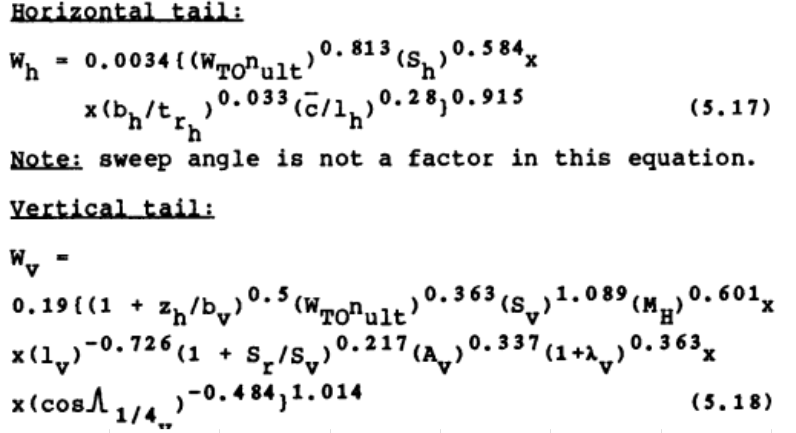 Horizontal tail:
W_h = 0.0034{(W_TO n_ult)^0.813 (S_h)^0.584 x
x(b_h/t_r_h)^0.033 (c̄/l_h)^0.28}^0.915 (5.17)
Note: sweep angle is not a factor in this equation.
Vertical tail:
W_v =
0.19{(1 + z_h/b_v)^0.5 (W_TO n_ult)^0.363 (S_v)^1.089 (M_H)^0.601 x
x(l_v)^-0.726 (1 + S_r/S_v)^0.217 (A_v)^0.337 (1+λ_v)^0.363 x
x(cosΛ_1/4_v)^-0.484}^1.014 (5.18)